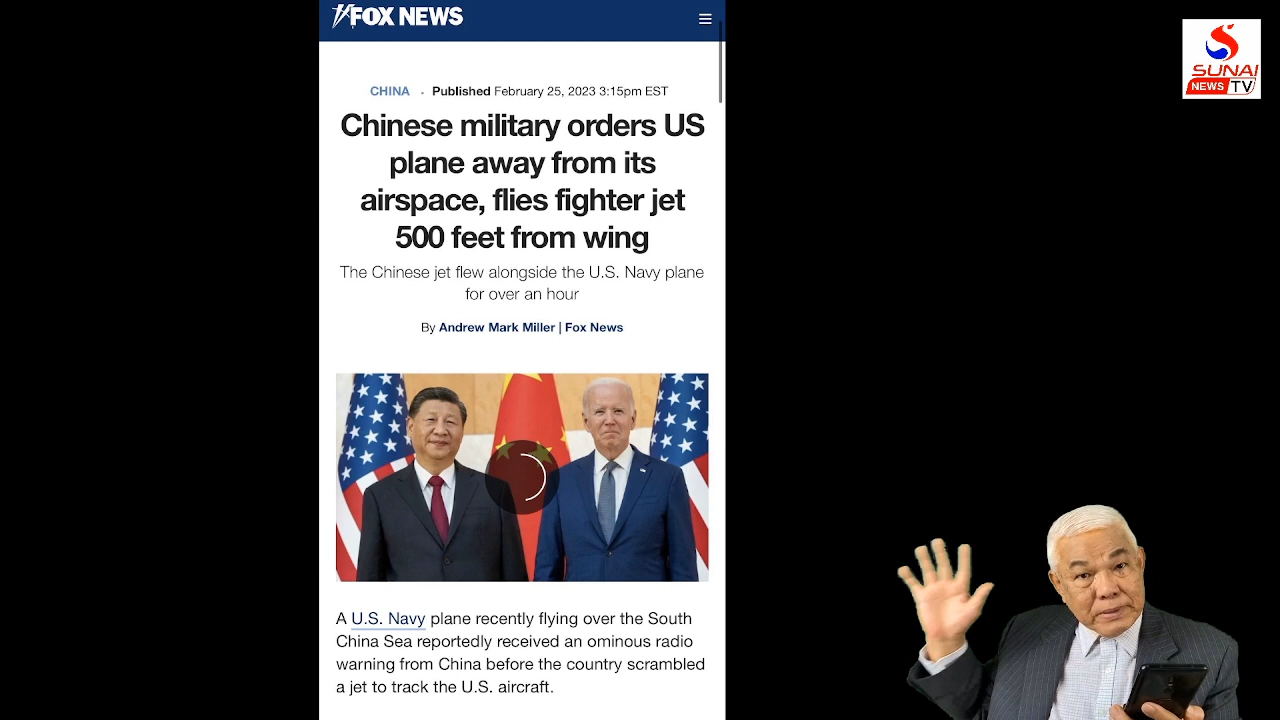 FOX NEWS
CHINA · Published February 25, 2023 3:15pm EST
Chinese military orders US
plane away from its
airspace, flies fighter jet
500 feet from wing
The Chinese jet flew alongside the U.S. Navy plane
for over an hour
By Andrew Mark Miller | Fox News
A U.S. Navy plane recently flying over the South
China Sea reportedly received an ominous radio
warning from China before the country scrambled
a jet to track the U.S. aircraft.
SUNAI
NEWS TV